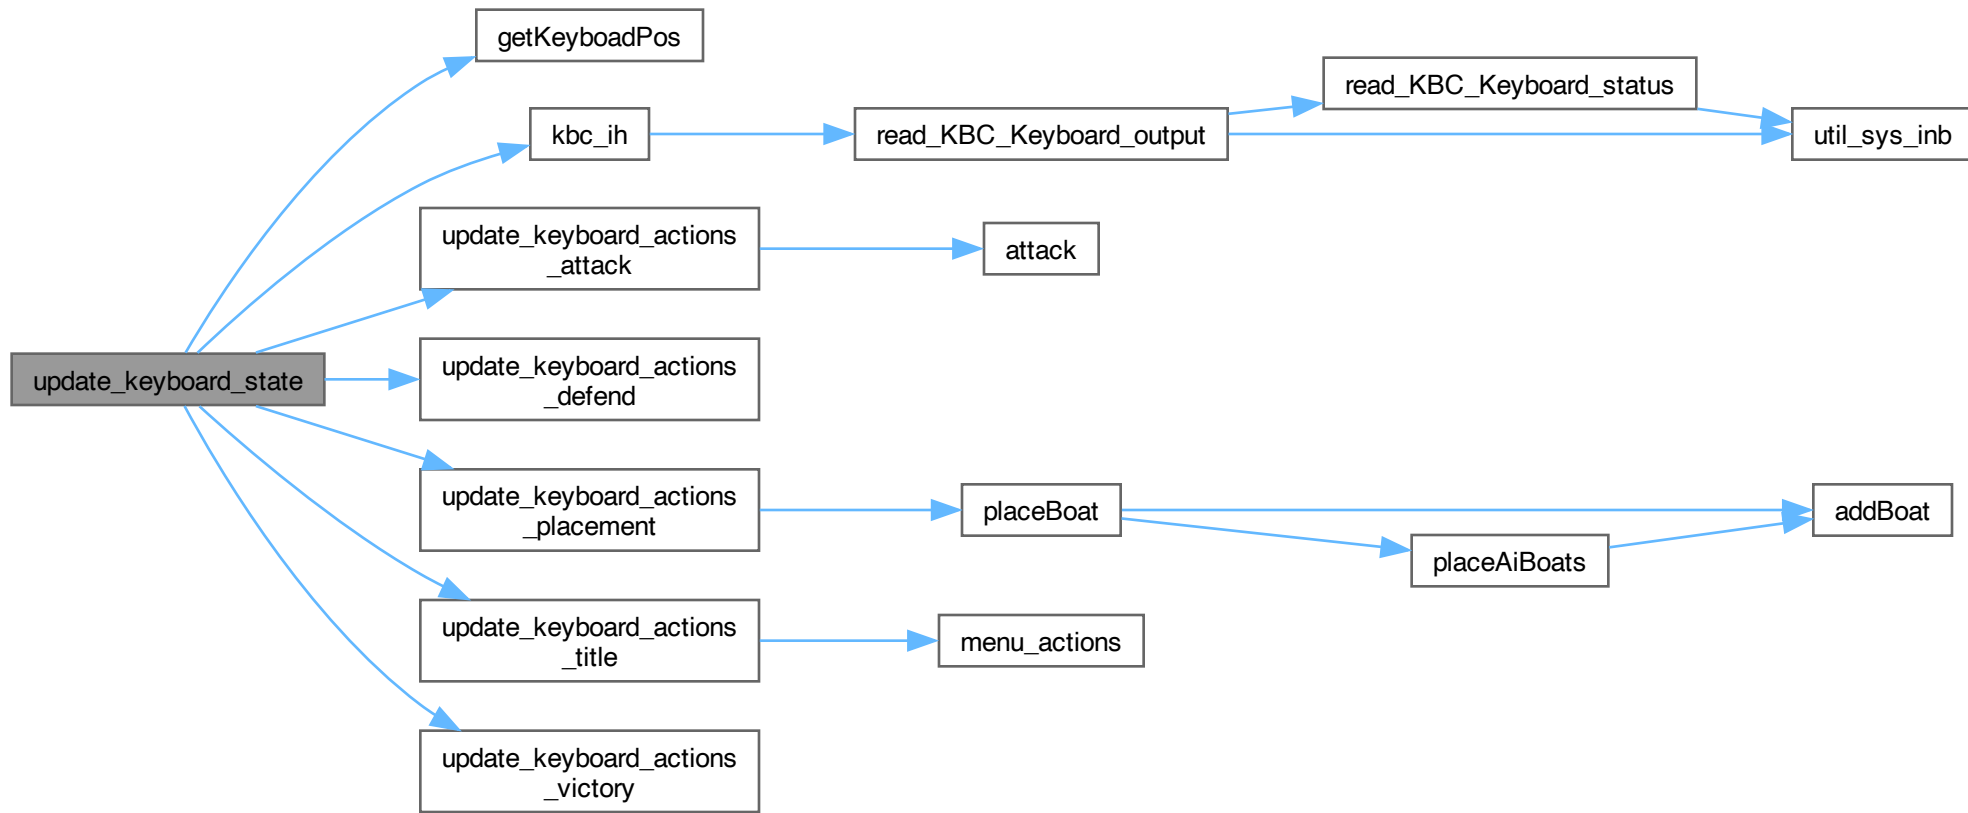 getKeyboadPos
read_KBC_Keyboard_status
kbc_ih
read_KBC_Keyboard_output
util_sys_inb
update_keyboard_actions
_attack
attack
update_keyboard_state
update_keyboard_actions
_defend
update_keyboard_actions
_placement
placeBoat
addBoat
placeAiBoats
update_keyboard_actions
_title
menu_actions
update_keyboard_actions
_victory